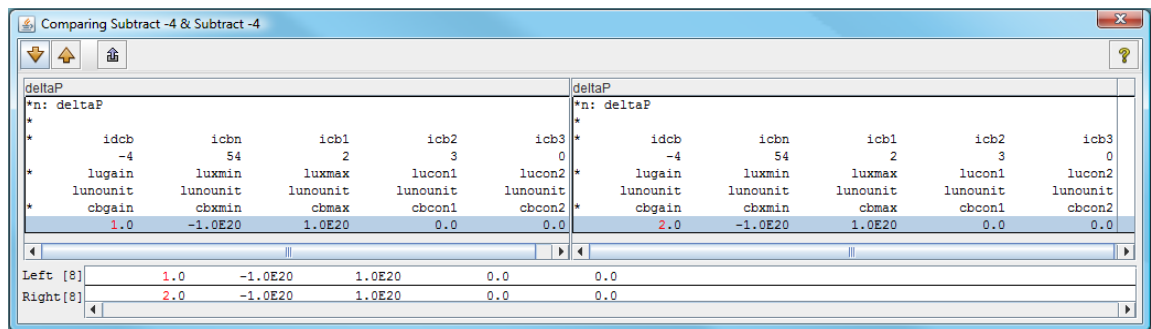 Comparing Subtract -4 & Subtract -4
deltaP deltaP
*n: deltaP *n: deltaP
* *
* idcb icbn icb1 icb2 icb3 * idcb icbn icb1 icb2 icb3
-4 54 2 3 0 -4 54 2 3 0
* lugain luxmin luxmax lucon1 lucon2 * lugain luxmin luxmax lucon1 lucon2
lunounit lunounit lunounit lunounit lunounit lunounit lunounit lunounit lunounit lunounit
* cbgain cbxmin cbmax cbcon1 cbcon2 * cbgain cbxmin cbmax cbcon1 cbcon2
1.0 -1.0E20 1.0E20 0.0 0.0 2.0 -1.0E20 1.0E20 0.0 0.0
Left [8] 1.0 -1.0E20 1.0E20 0.0 0.0
Right[8] 2.0 -1.0E20 1.0E20 0.0 0.0